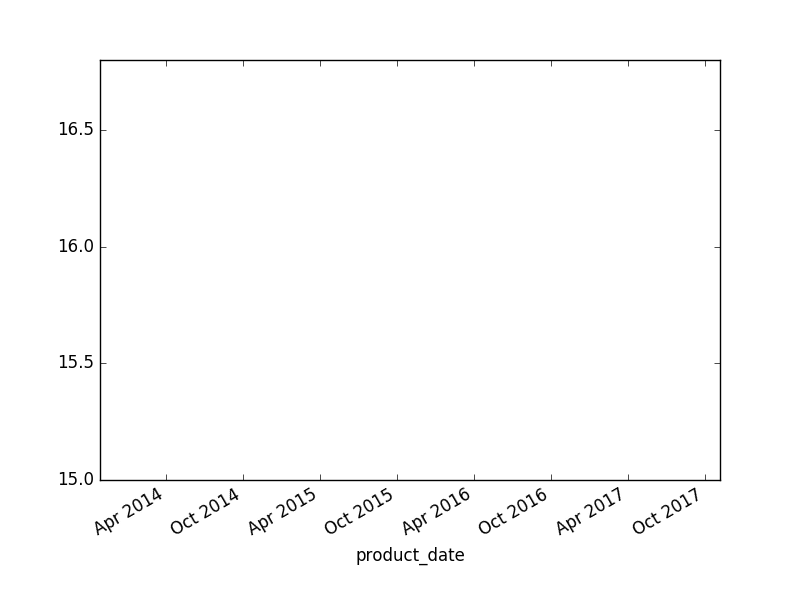 16.5
16.0
15.5
15.0
Apr 2014
Oct 2014
Apr 2015
Oct 2015
Apr 2016
Oct 2016
Apr 2017
Oct 2017
product_date